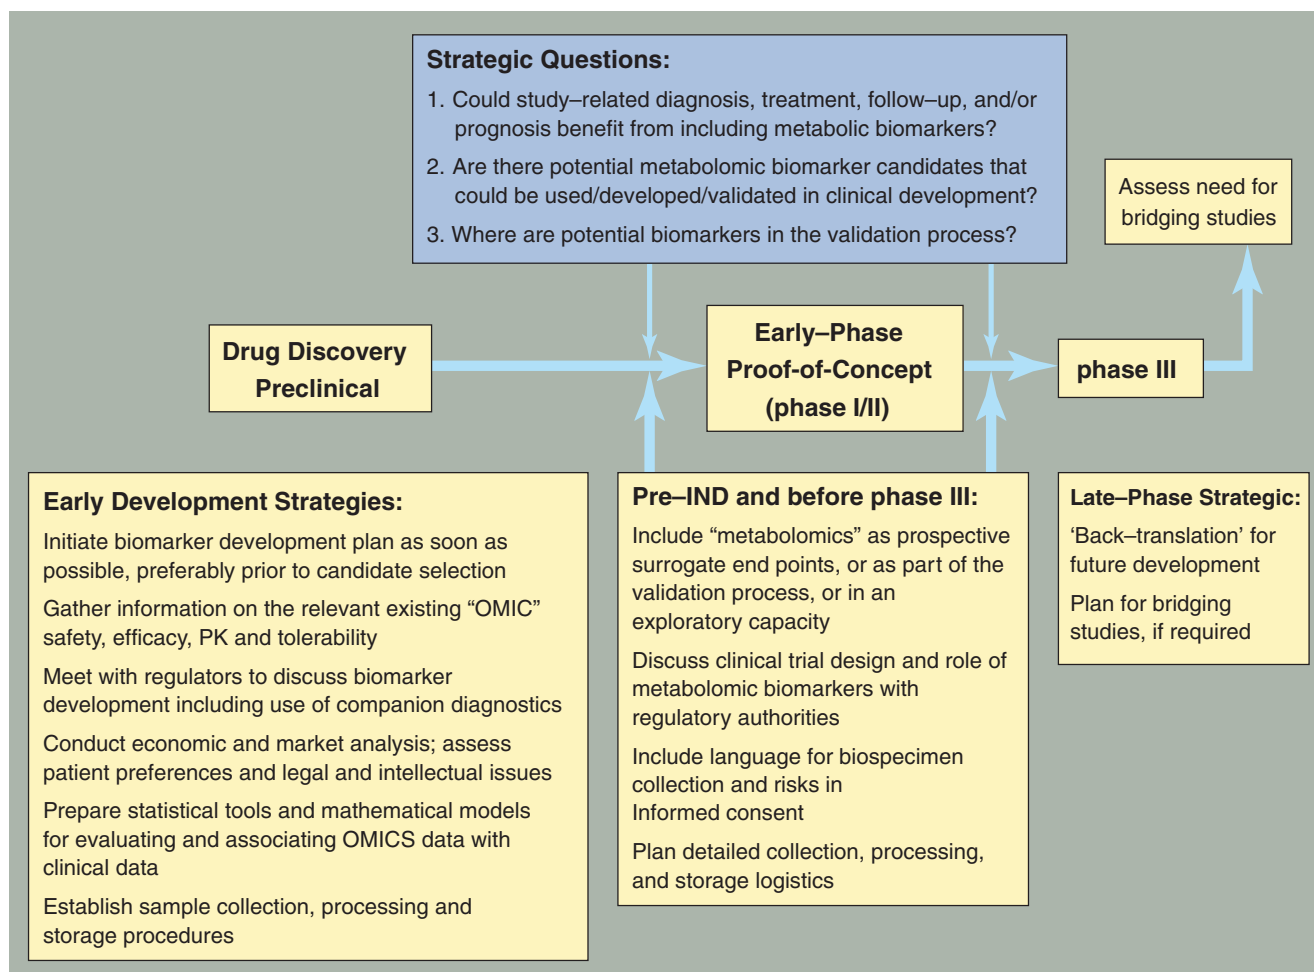 Strategic Questions:
1. Could study–related diagnosis, treatment, follow–up, and/or
prognosis benefit from including metabolic biomarkers?
2. Are there potential metabolomic biomarker candidates that
could be used/developed/validated in clinical development?
3. Where are potential biomarkers in the validation process?
Assess need for
bridging studies
Drug Discovery
Preclinical
Early–Phase
Proof-of-Concept
(phase I/II)
phase III
Early Development Strategies:
Initiate biomarker development plan as soon as
possible, preferably prior to candidate selection
Gather information on the relevant existing “OMIC”
safety, efficacy, PK and tolerability
Meet with regulators to discuss biomarker
development including use of companion diagnostics
Conduct economic and market analysis; assess
patient preferences and legal and intellectual issues
Prepare statistical tools and mathematical models
for evaluating and associating OMICS data with
clinical data
Establish sample collection, processing and
storage procedures
Pre–IND and before phase III:
Include “metabolomics” as prospective
surrogate end points, or as part of the
validation process, or in an
exploratory capacity
Discuss clinical trial design and role of
metabolomic biomarkers with
regulatory authorities
Include language for biospecimen
collection and risks in
Informed consent
Plan detailed collection, processing,
and storage logistics
Late–Phase Strategic:
‘Back–translation’ for
future development
Plan for bridging
studies, if required